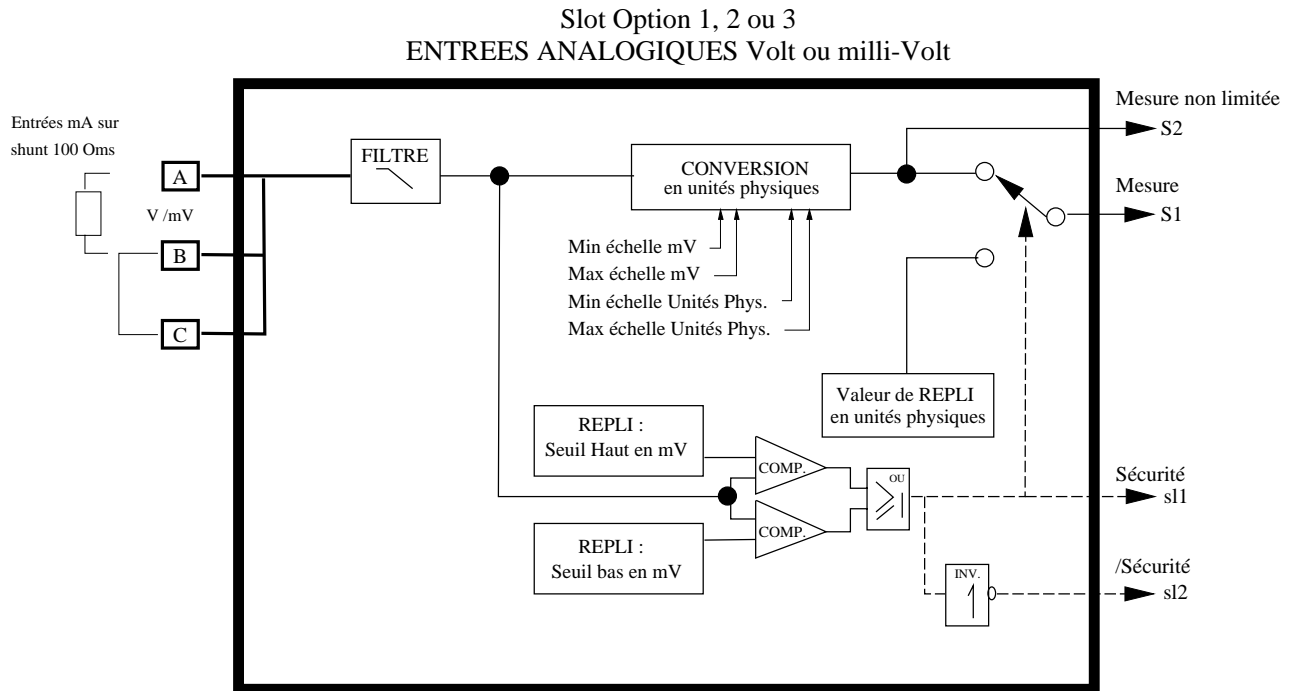 Slot Option 1, 2 ou 3
ENTREES ANALOGIQUES Volt ou milli-Volt
Entrées mA sur
shunt 100 Oms
A
V /mV
B
C
FILTRE
CONVERSION
en unités physiques
Min échelle mV
Max échelle mV
Min échelle Unités Phys.
Max échelle Unités Phys.
Mesure non limitée
S2
Mesure
S1
Valeur de REPLI
en unités physiques
REPLI :
Seuil Haut en mV
COMP.
OU
COMP.
REPLI :
Seuil bas en mV
Sécurité
sl1
INV.
1
/Sécurité
sl2